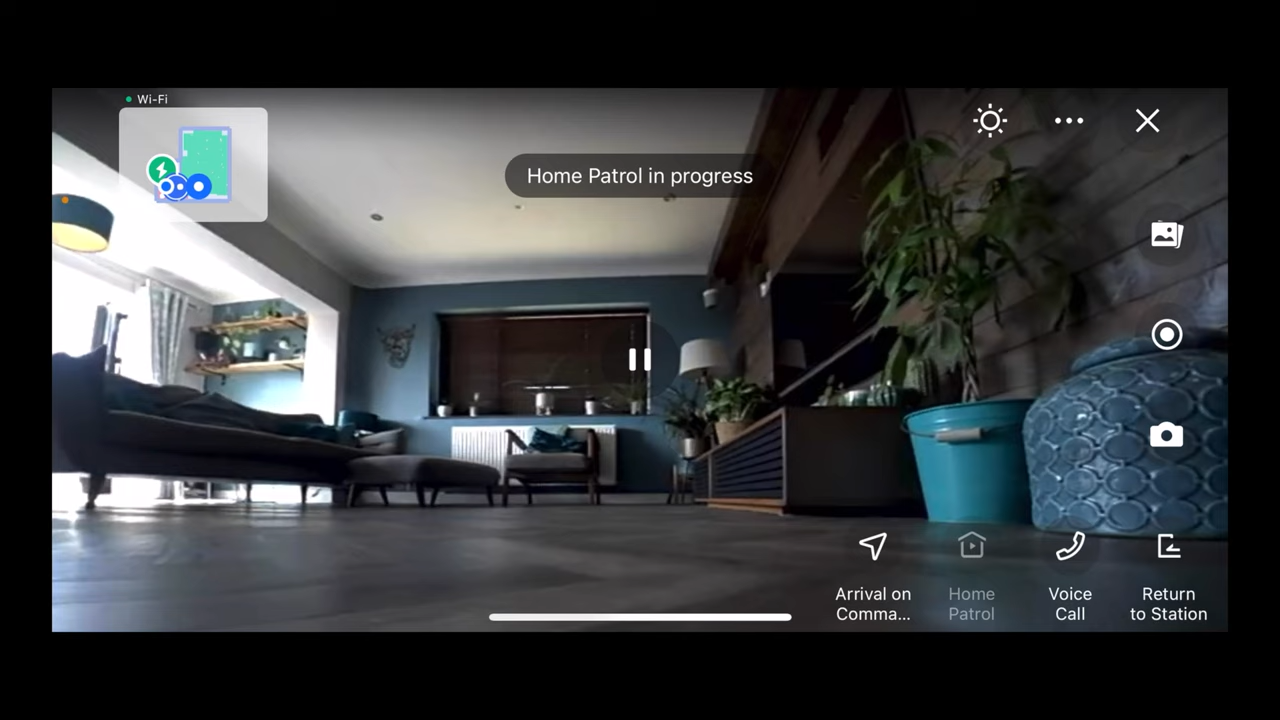 Wi-Fi
Home Patrol in progress
Arrival on
Comma...
Home
Patrol
Voice
Call
Return
to Station